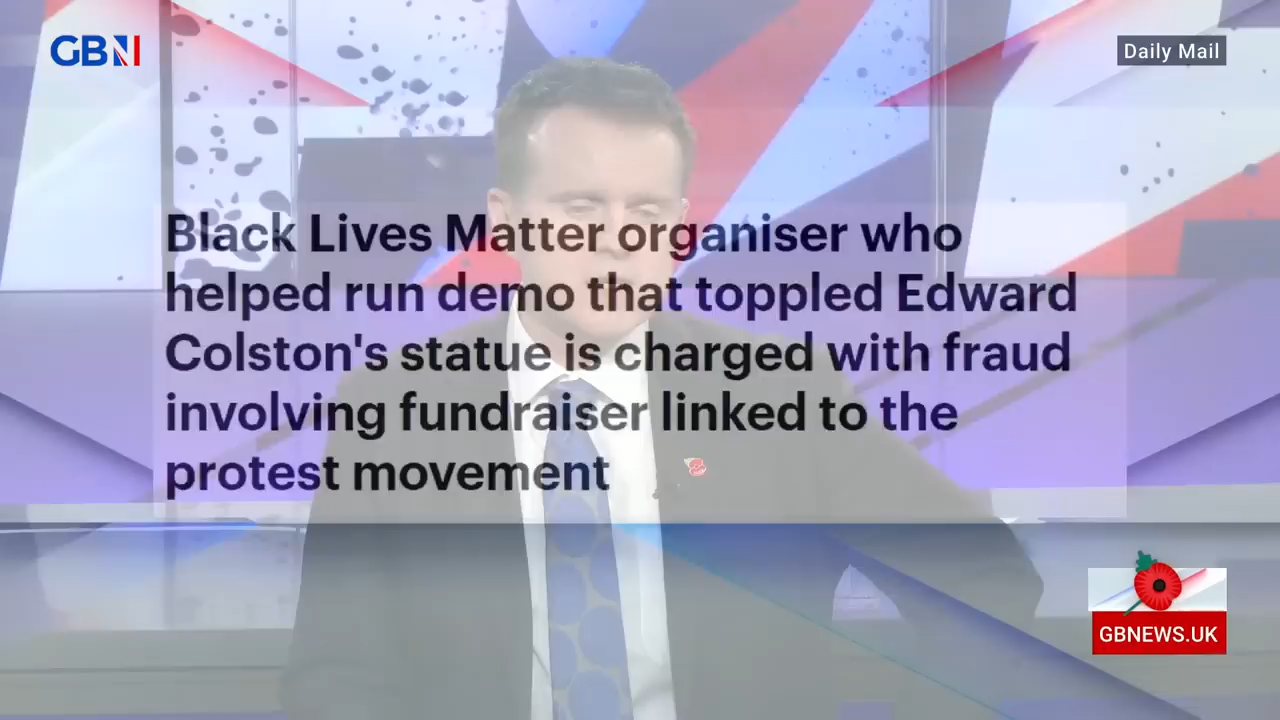 GBN
Daily Mail
Black Lives Matter organiser who
helped run demo that toppled Edward
Colston's statue is charged with fraud
involving fundraiser linked to the
protest movement
GBNEWS.UK